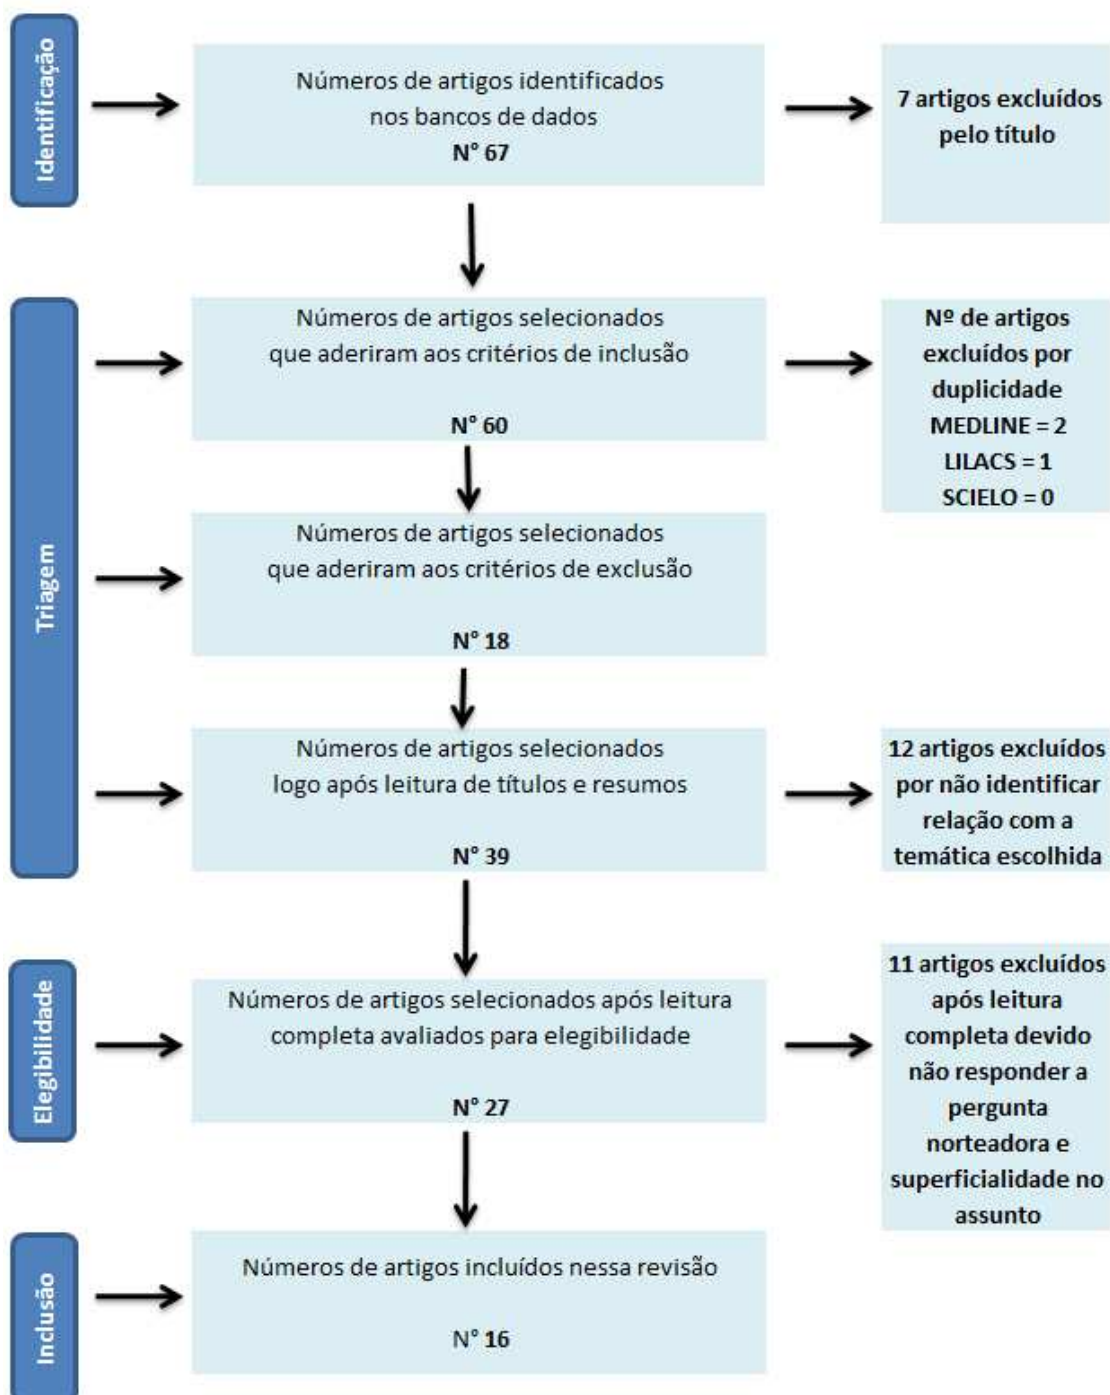 Identificação
Números de artigos identificados
nos bancos de dados
N° 67
7 artigos excluídos
pelo título
Triagem
Números de artigos selecionados
que aderiram aos critérios de inclusão
N° 60
Nº de artigos
excluídos por
duplicidade
MEDLINE = 2
LILACS = 1
SCIELO = 0
Números de artigos selecionados
que aderiram aos critérios de exclusão
N° 18
Números de artigos selecionados
logo após leitura de títulos e resumos
N° 39
12 artigos excluídos
por não identificar
relação com a
temática escolhida
Elegibilidade
Números de artigos selecionados após leitura
completa avaliados para elegibilidade
N° 27
11 artigos excluídos
após leitura
completa devido
não responder a
pergunta
norteadora e
superficialidade no
assunto
Inclusão
Números de artigos incluídos nessa revisão
N° 16